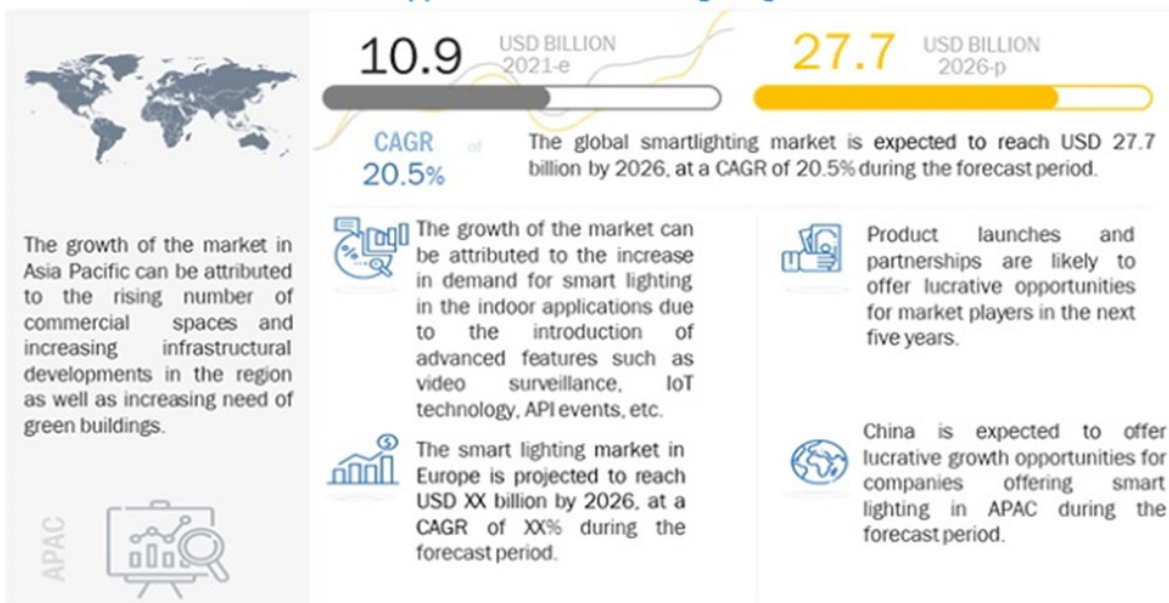 10.9
USD BILLION
2021-e
27.7
USD BILLION
2026-p
CAGR
of
20.5%
The global smartlighting market is expected to reach USD 27.7
billion by 2026, at a CAGR of 20.5% during the forecast period.
The growth of the market in
Asia Pacific can be attributed
to the rising number of
commercial spaces and
increasing infrastructural
developments in the region
as well as increasing need of
green buildings.
APAC
The growth of the market can
be attributed to the increase
in demand for smart lighting
in the indoor applications due
to the introduction of
advanced features such as
video surveillance, IoT
technology, API events, etc.
The smart lighting market in
Europe is projected to reach
USD XX billion by 2026, at a
CAGR of XX% during the
forecast period.
Product launches and
partnerships are likely to
offer lucrative opportunities
for market players in the next
five years.
China is expected to offer
lucrative growth opportunities for
companies offering smart
lighting in APAC during the
forecast period.